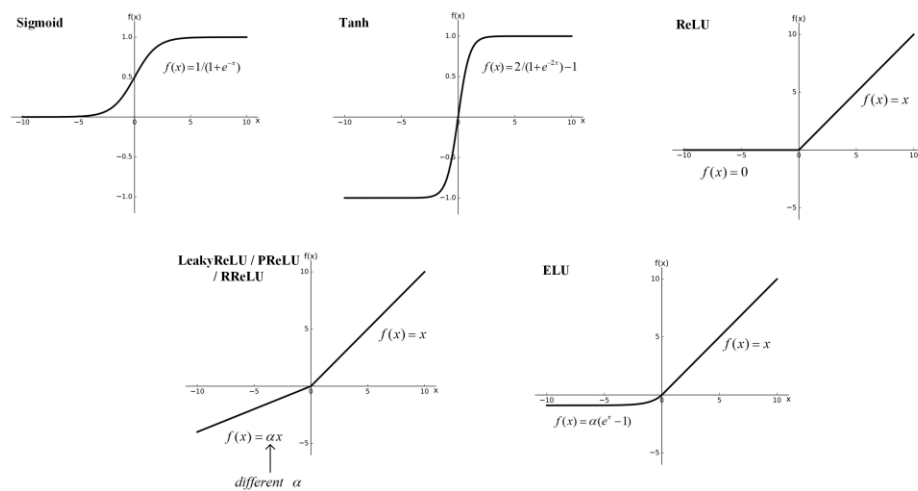 Sigmoid
f(x)
1.0
f(x)=1/(1+e^{-x})
0.5
−10
−5
0
5
10
x
−0.5
−1.0
Tanh
f(x)
1.0
f(x)=2/(1+e^{-2x})−1
0.5
−10
−5
0
5
10
x
−0.5
−1.0
ReLU
f(x)
10
5
f(x)=x
−10
−5
0
5
10
f(x)=0
−5
LeakyReLU / PReLU
/ RReLU
f(x)
10
5
f(x)=x
−10
−5
0
5
10
x
f(x)=αx
−5
different α
ELU
f(x)
10
5
f(x)=x
−10
−5
0
5
10
x
f(x)=α(e^x−1)
−5